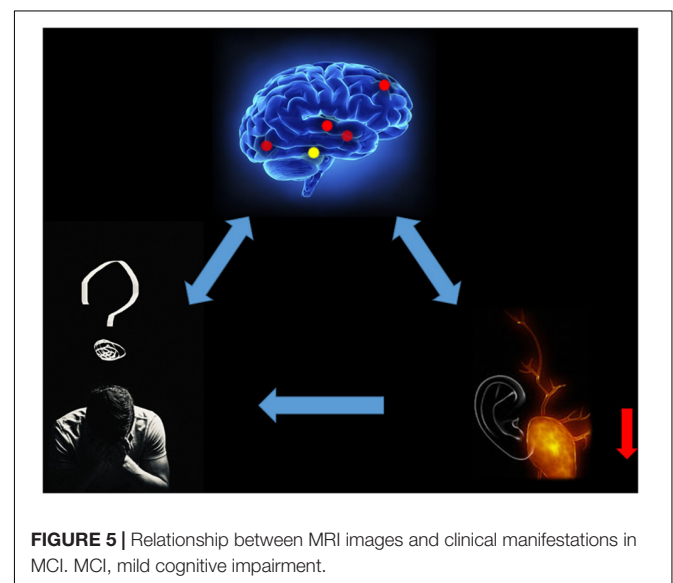 FIGURE 5 | Relationship between MRI images and clinical manifestations in
MCI. MCI, mild cognitive impairment.